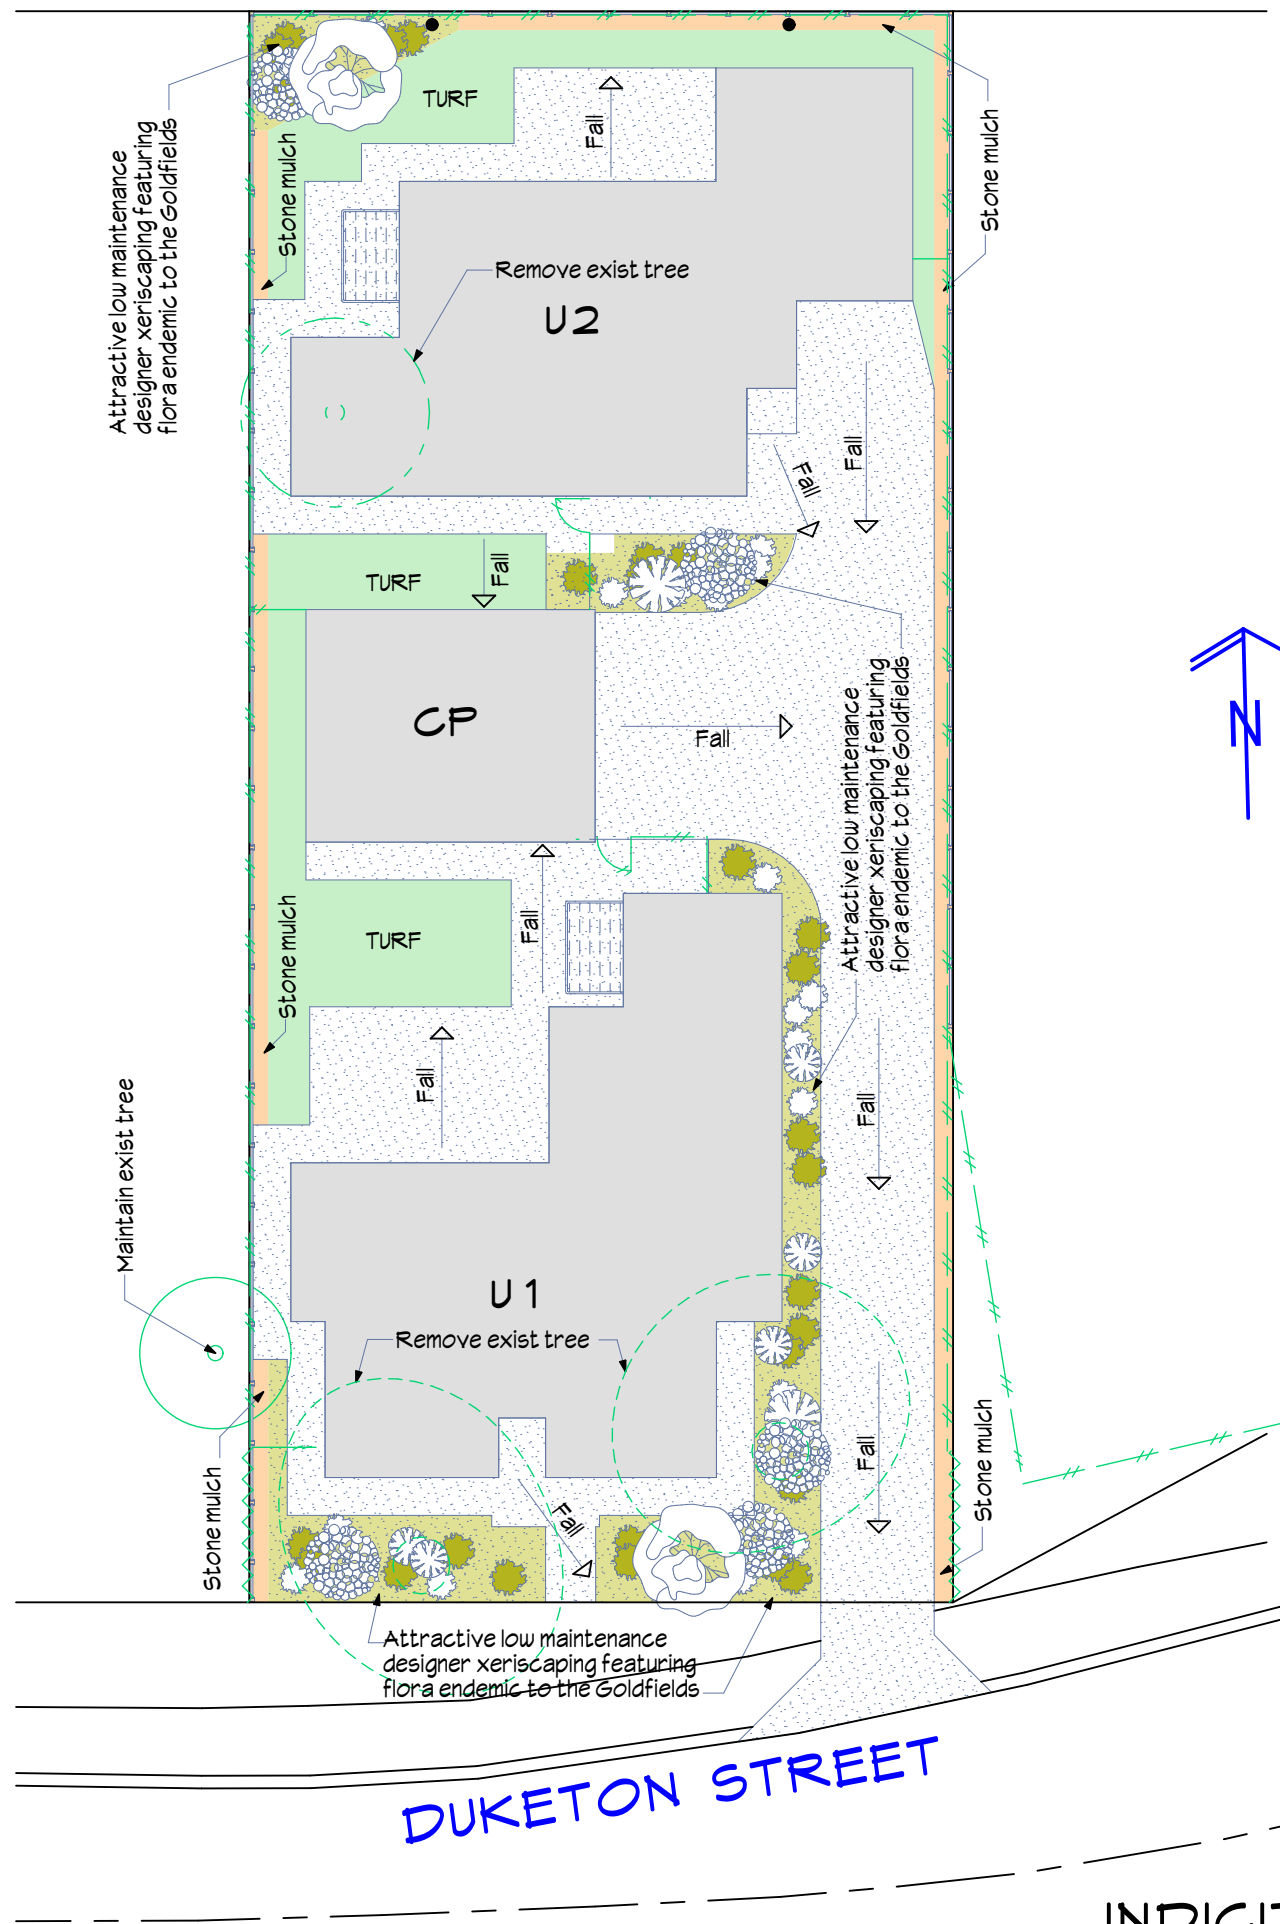 TURF
Fall
Stone mulch
Stone mulch
Attractive low maintenance
designer xeriscaping featuring
flora endemic to the Goldfields
Remove exist tree
U2
Fall
Fall
TURF
Fall
CP
Fall
Attractive low maintenance
designer xeriscaping featuring
flora endemic to the Goldfields
N
TURF
Fall
Stone mulch
Fall
Fall
Maintain exist tree
U1
Remove exist tree
Stone mulch
Fall
Fall
Stone mulch
Attractive low maintenance
designer xeriscaping featuring
flora endemic to the Goldfields
DUKETON STREET